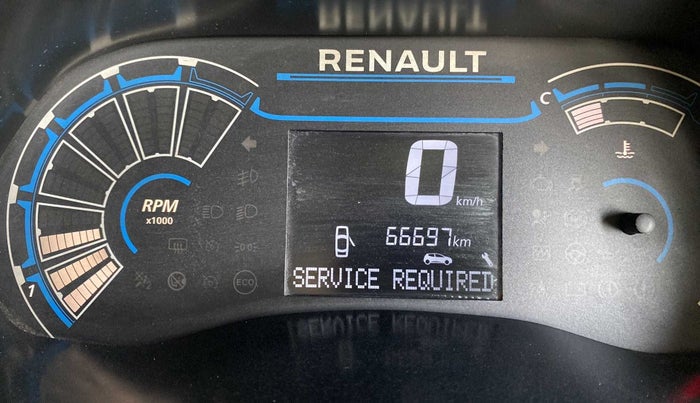 RENAULT
C
0
km/h
RPM
x1000
66697km
SERVICE REQUIRED
1
ECO